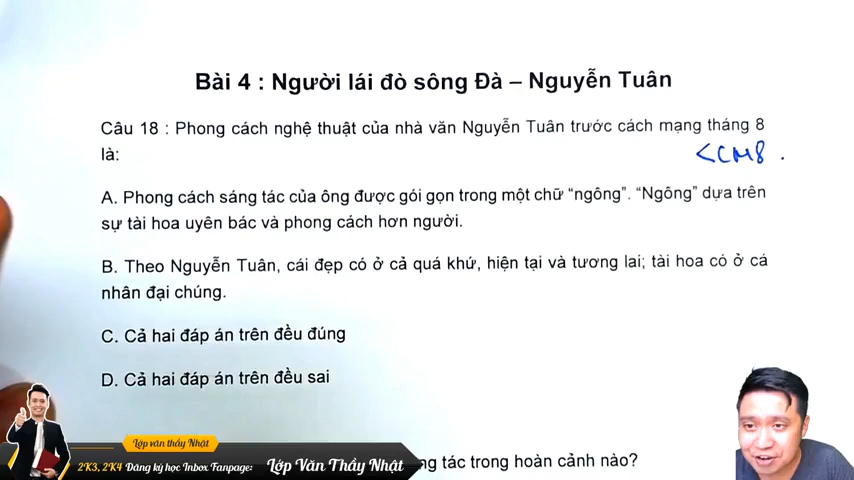 Bài 4 : Người lái đò sông Đà – Nguyễn Tuân
Câu 18 : Phong cách nghệ thuật của nhà văn Nguyễn Tuân trước cách mạng tháng 8
là:
<CM8.
A. Phong cách sáng tác của ông được gói gọn trong một chữ “ngông”. “Ngông” dựa trên
sự tài hoa uyên bác và phong cách hơn người.
B. Theo Nguyễn Tuân, cái đẹp có ở cả quá khứ, hiện tại và tương lai; tài hoa có ở cá
nhân đại chúng.
C. Cả hai đáp án trên đều đúng
D. Cả hai đáp án trên đều sai
Lớp văn thầy Nhật
2K3, 2K4 Đăng ký học Inbox Fanpage: Lớp Văn Thầy Nhật
tác trong hoàn cảnh nào?